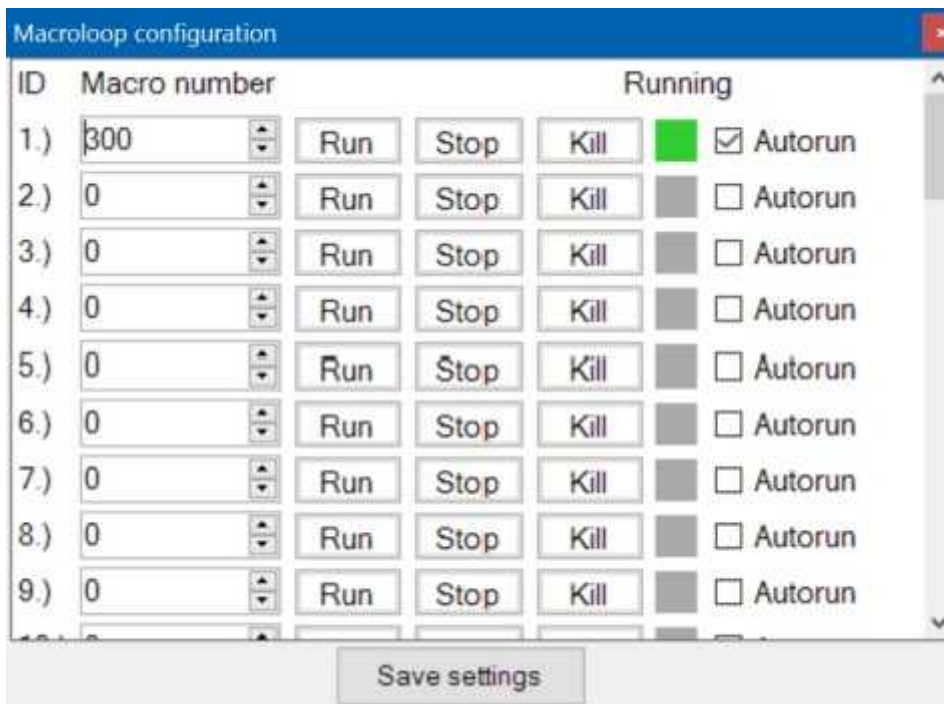 Macroloop configuration
ID Macro number Running
1.) 300 Run Stop Kill Autorun
2.) 0 Run Stop Kill Autorun
3.) 0 Run Stop Kill Autorun
4.) 0 Run Stop Kill Autorun
5.) 0 Run Stop Kill Autorun
6.) 0 Run Stop Kill Autorun
7.) 0 Run Stop Kill Autorun
8.) 0 Run Stop Kill Autorun
9.) 0 Run Stop Kill Autorun
Save settings